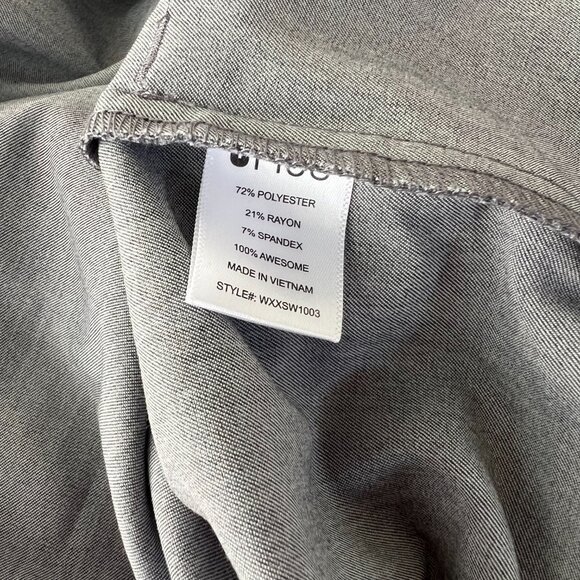 72% POLYESTER
21% RAYON
7% SPANDEX
100% AWESOME
MADE IN VIETNAM
STYLE#: WXXSW1003